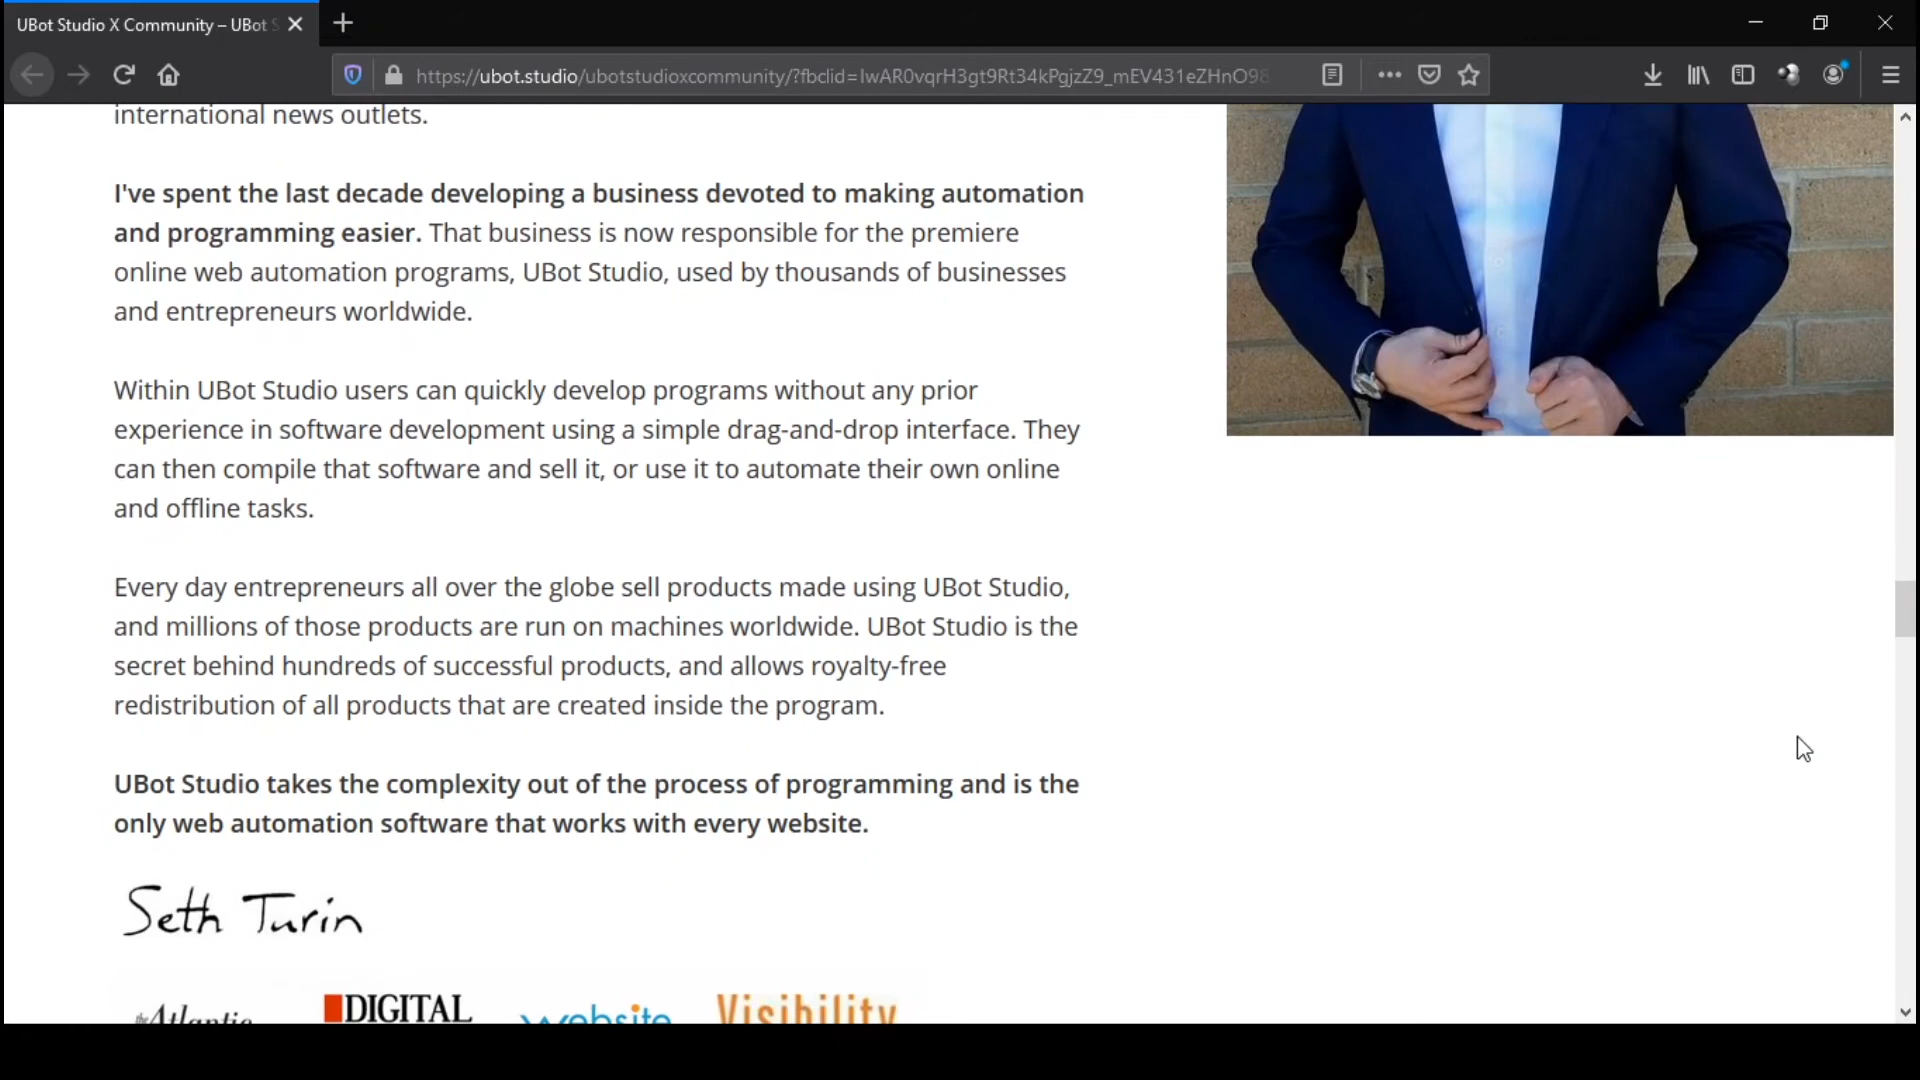 UBot Studio X Community – UBot S
https://ubot.studio/ubotstudioxcommunity/?fbclid=IwAR0vqrH3gt9Rt34kPgjzZ9_mEV431eZHnO98
international news outlets.
I've spent the last decade developing a business devoted to making automation
and programming easier. That business is now responsible for the premiere
online web automation programs, UBot Studio, used by thousands of businesses
and entrepreneurs worldwide.
Within UBot Studio users can quickly develop programs without any prior
experience in software development using a simple drag-and-drop interface. They
can then compile that software and sell it, or use it to automate their own online
and offline tasks.
Every day entrepreneurs all over the globe sell products made using UBot Studio,
and millions of those products are run on machines worldwide. UBot Studio is the
secret behind hundreds of successful products, and allows royalty-free
redistribution of all products that are created inside the program.
UBot Studio takes the complexity out of the process of programming and is the
only web automation software that works with every website.
Seth Turin
the Atlantic DIGITAL website Visibility